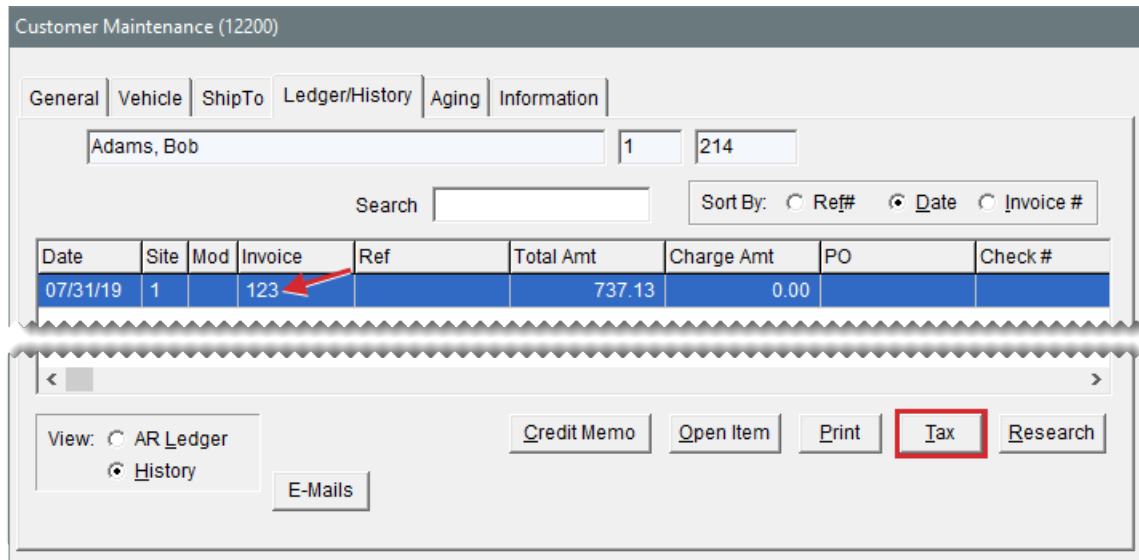 Customer Maintenance (12200)
General Vehicle ShipTo Ledger/History Aging Information
Adams, Bob 1 214
Search Sort By: Ref# Date Invoice #
Date Site Mod Invoice Ref Total Amt Charge Amt PO Check #
07/31/19 1 123 737.13 0.00
View: AR Ledger Credit Memo Open Item Print Tax Research
History
E-Mails